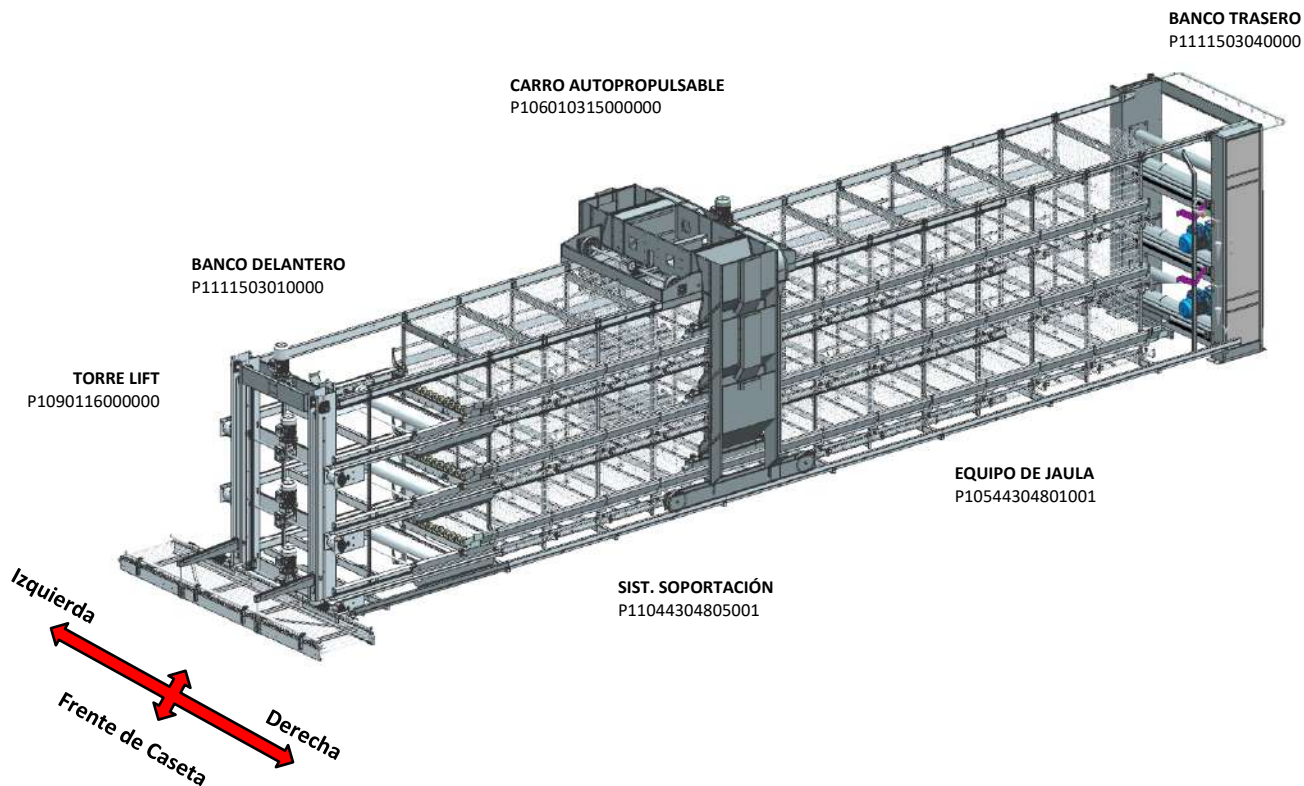 BANCO TRASERO
P1111503040000
CARRO AUTOPROPULSABLE
P106010315000000
BANCO DELANTERO
P1111503010000
TORRE LIFT
P1090116000000
EQUIPO DE JAULA
P10544304801001
SIST. SOPORTACIÓN
P11044304805001
Izquierda
Frente de Caseta
Derecha